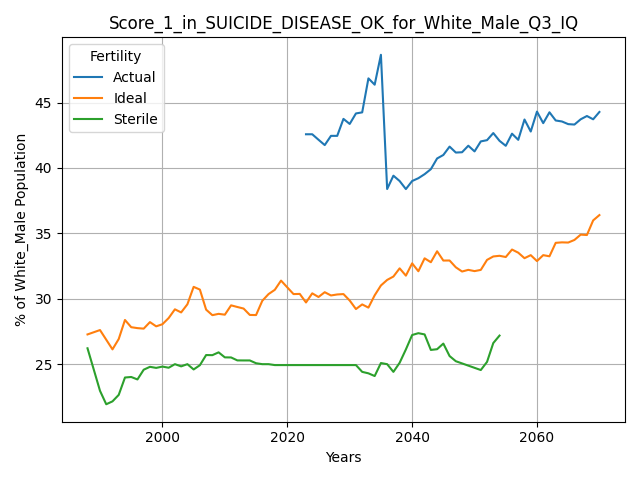 Score_1_in_SUICIDE_DISEASE_OK_for_White_Male_Q3_IQ
Fertility
Actual
Ideal
Sterile
% of White_Male Population
45
40
35
30
25
2000
2020
2040
2060
Years